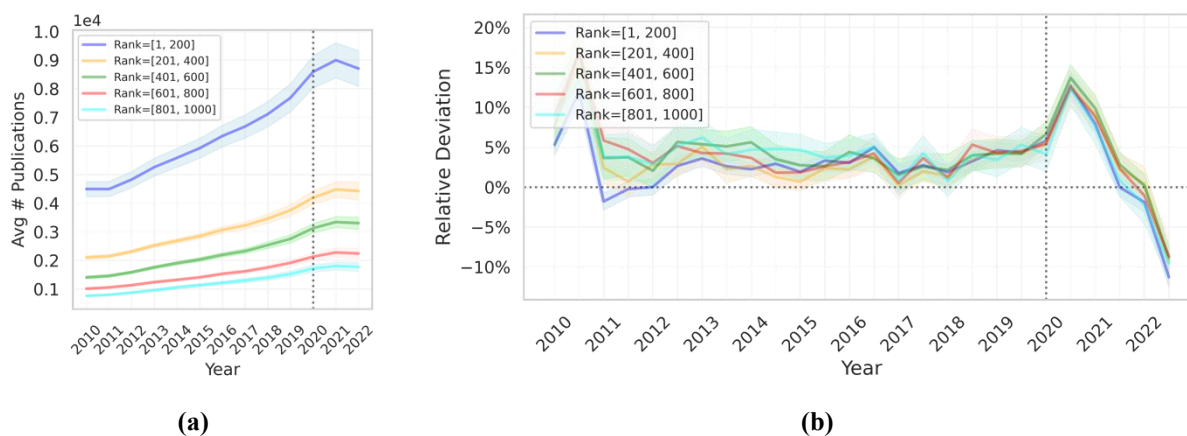 1e4
1.0
0.9
0.8
0.7
0.6
0.5
0.4
0.3
0.2
0.1
Avg # Publications
Rank=[1, 200]
Rank=[201, 400]
Rank=[401, 600]
Rank=[601, 800]
Rank=[801, 1000]
2010 2011 2012 2013 2014 2015 2016 2017 2018 2019 2020 2021 2022
Year
(a)
20%
15%
10%
5%
0%
−5%
−10%
Relative Deviation
Rank=[1, 200]
Rank=[201, 400]
Rank=[401, 600]
Rank=[601, 800]
Rank=[801, 1000]
2010 2011 2012 2013 2014 2015 2016 2017 2018 2019 2020 2021 2022
Year
(b)